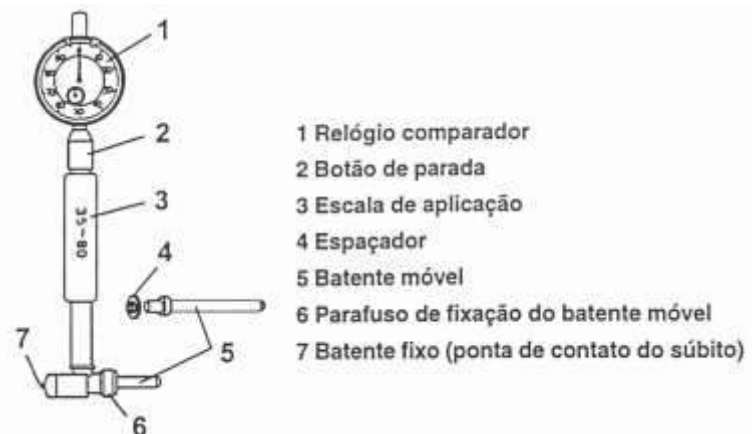 1
2
3
35~80
4
5
6
7
1 Relógio comparador
2 Botão de parada
3 Escala de aplicação
4 Espaçador
5 Batente móvel
6 Parafuso de fixação do batente móvel
7 Batente fixo (ponta de contato do súbito)